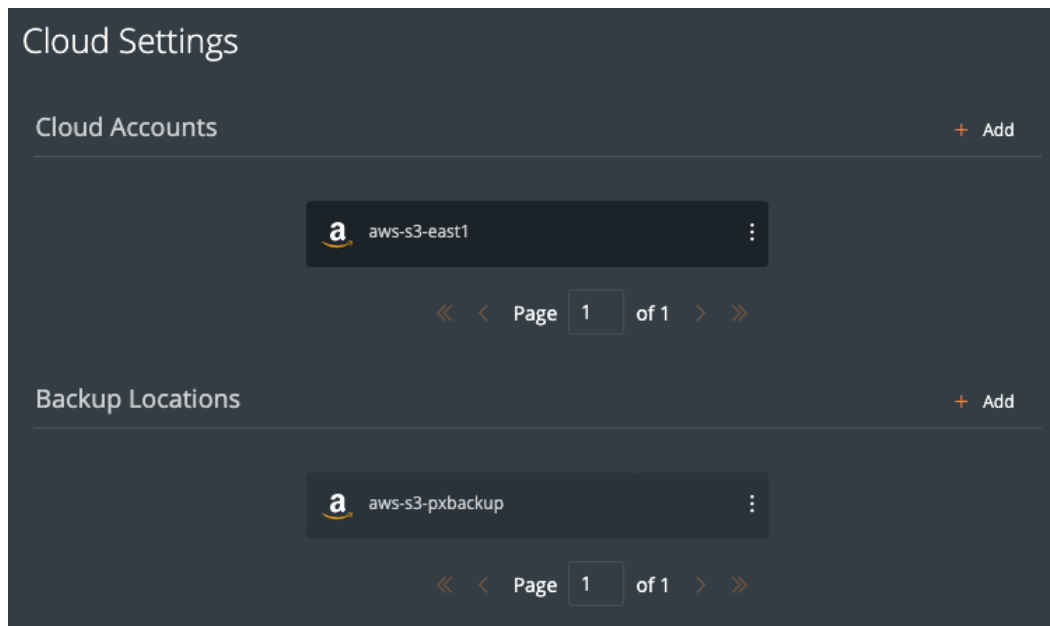 Cloud Settings
Cloud Accounts + Add
a aws-s3-east1
« < Page 1 of 1 > »
Backup Locations + Add
a aws-s3-pxbackup
« < Page 1 of 1 > »